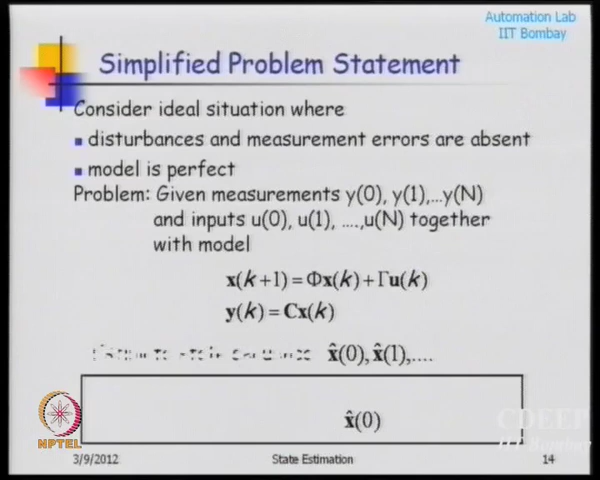 Automation Lab
IIT Bombay
Simplified Problem Statement
Consider ideal situation where
▪ disturbances and measurement errors are absent
▪ model is perfect
Problem: Given measurements y(0), y(1),...y(N)
and inputs u(0), u(1), ....,u(N) together
with model
x(k+1)=Φx(k)+Γu(k)
y(k)=Cx(k)
x̂(0), x̂(1),....
x̂(0)
CDEEP
IIT Bombay
NPTEL
3/9/2012 State Estimation 14